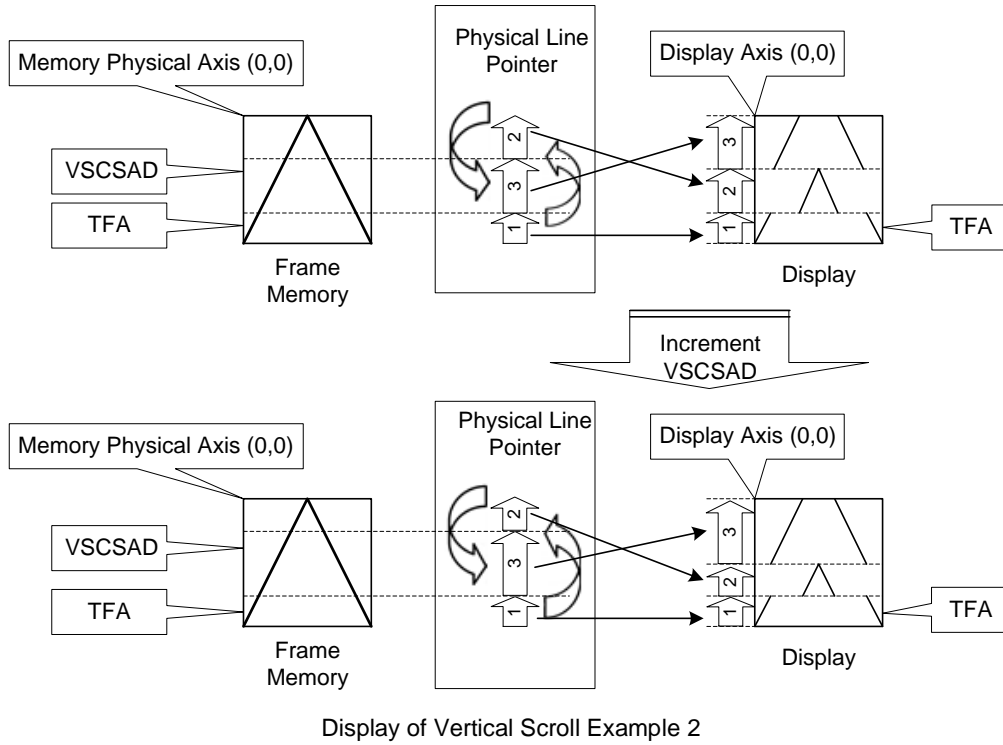 Physical Line
Pointer
Memory Physical Axis (0,0)
Display Axis (0,0)
2
3
1
3
2
1
VSCSAD
TFA
TFA
Frame
Memory
Display
Increment
VSCSAD
Physical Line
Pointer
Memory Physical Axis (0,0)
Display Axis (0,0)
2
3
1
3
2
1
VSCSAD
TFA
TFA
Frame
Memory
Display
Display of Vertical Scroll Example 2